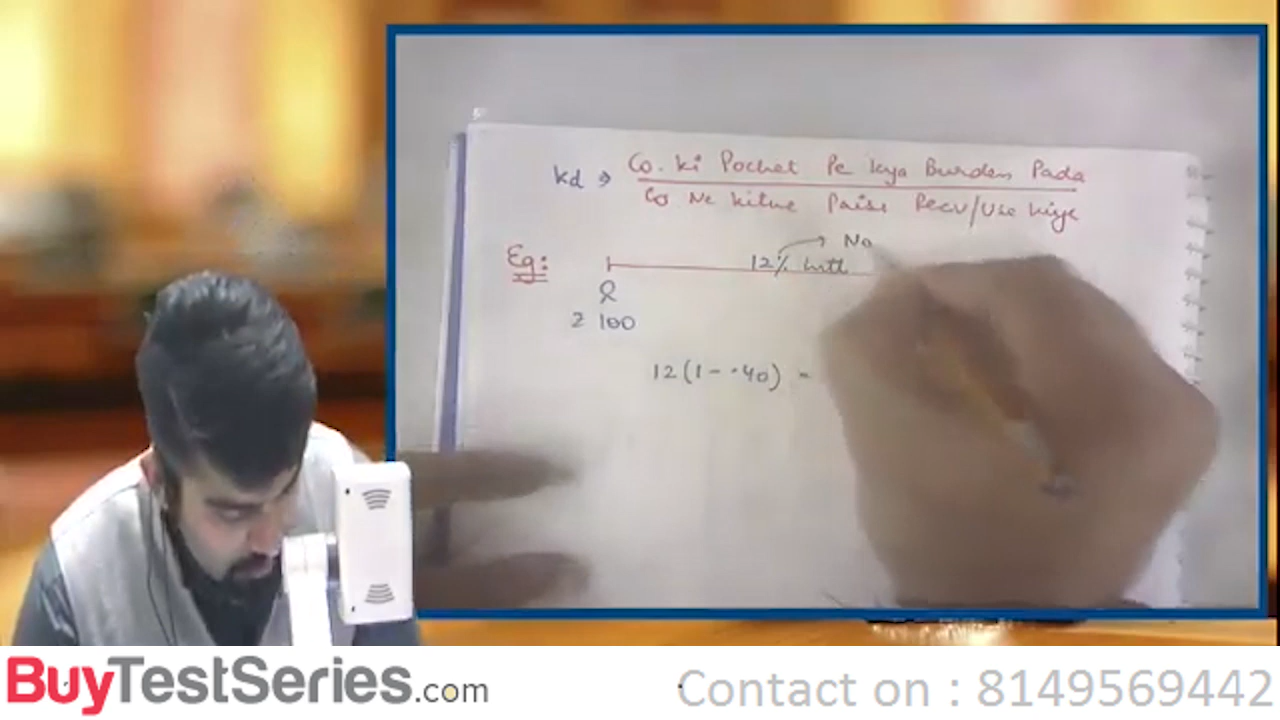 Co. ki Pocket Pe kya Burden Pada
kd → Co Ne kitne Paise Recv/Use kiye
No
Eg: 12% Intt
2 100
12(1-.40) =
BuyTestSeries.com
Contact on : 8149569442